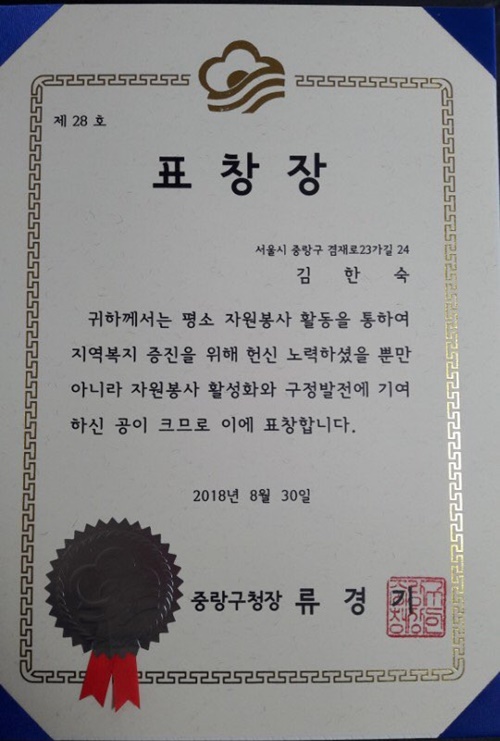 제 28 호
표 창 장
서울시 중랑구 겸재로23가길 24
김 한 숙
귀하께서는 평소 자원봉사 활동을 통하여
지역복지 증진을 위해 헌신 노력하셨을 뿐만
아니라 자원봉사 활성화와 구정발전에 기여
하신 공이 크므로 이에 표창합니다.
2018년 8월 30일
중랑구청장 류 경 기